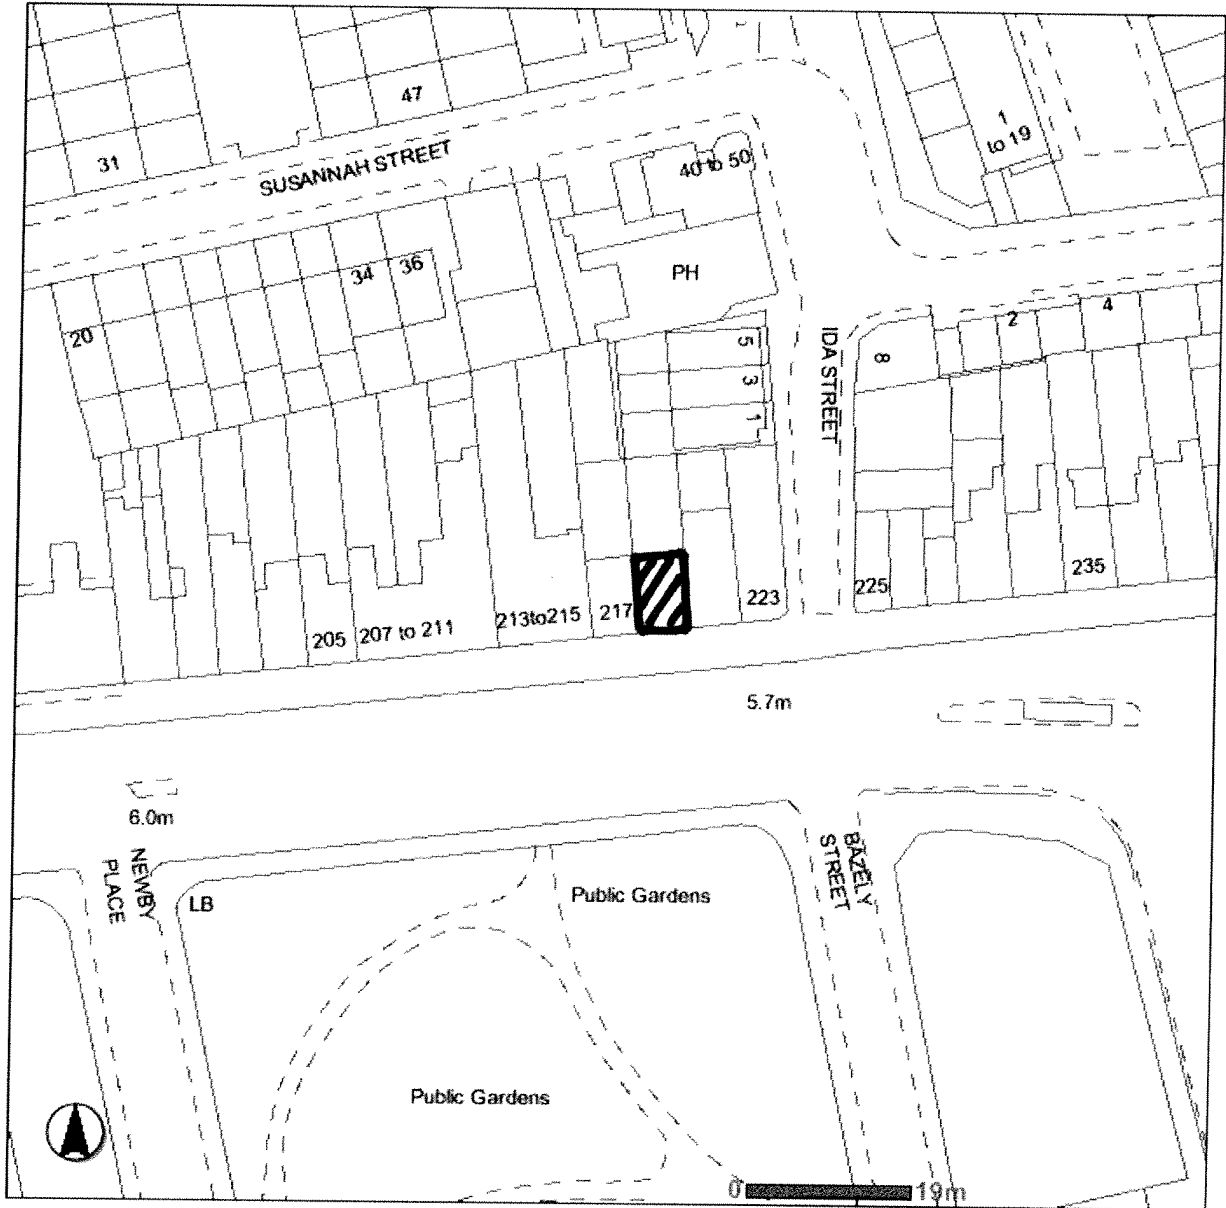 47
31
SUSANNAH STREET
40 to 50
1
to 19
PH
34
36
20
5
3
1
IDA STREET
8
2
4
205
207 to 211
213to215
217
223
225
235
5.7m
6.0m
NEWBY
PLACE
LB
Public Gardens
BAZELY
STREET
Public Gardens
0
19m